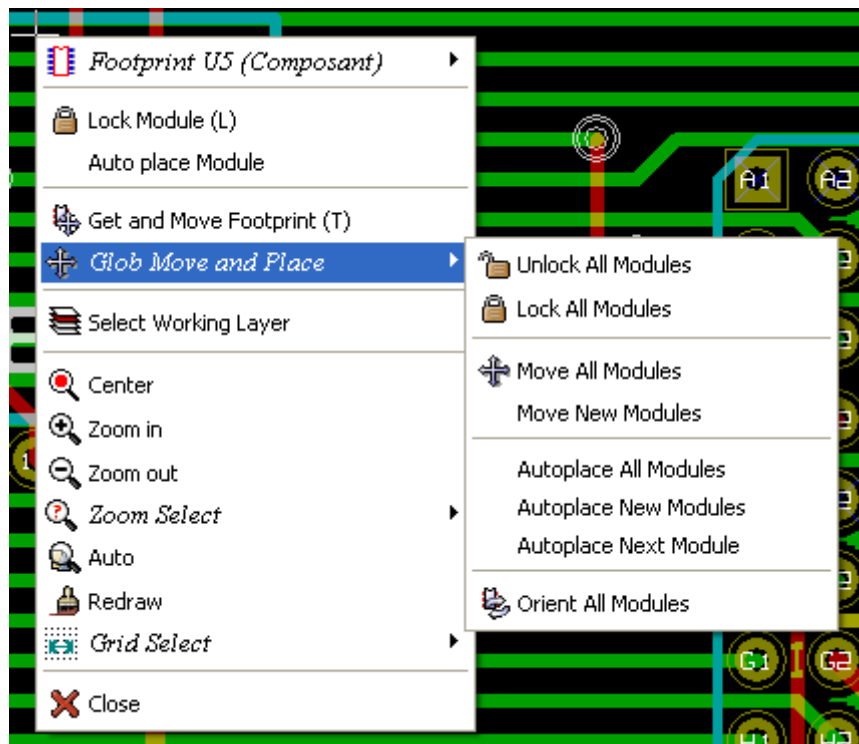 Footprint U5 (Composant)
Lock Module (L)
Auto place Module
Get and Move Footprint (T)
Glob Move and Place
Select Working Layer
Center
Zoom in
Zoom out
Zoom Select
Auto
Redraw
Grid Select
Close
Unlock All Modules
Lock All Modules
Move All Modules
Move New Modules
Autoplace All Modules
Autoplace New Modules
Autoplace Next Module
Orient All Modules
A1 A2
G1 G2
H1 H2
1